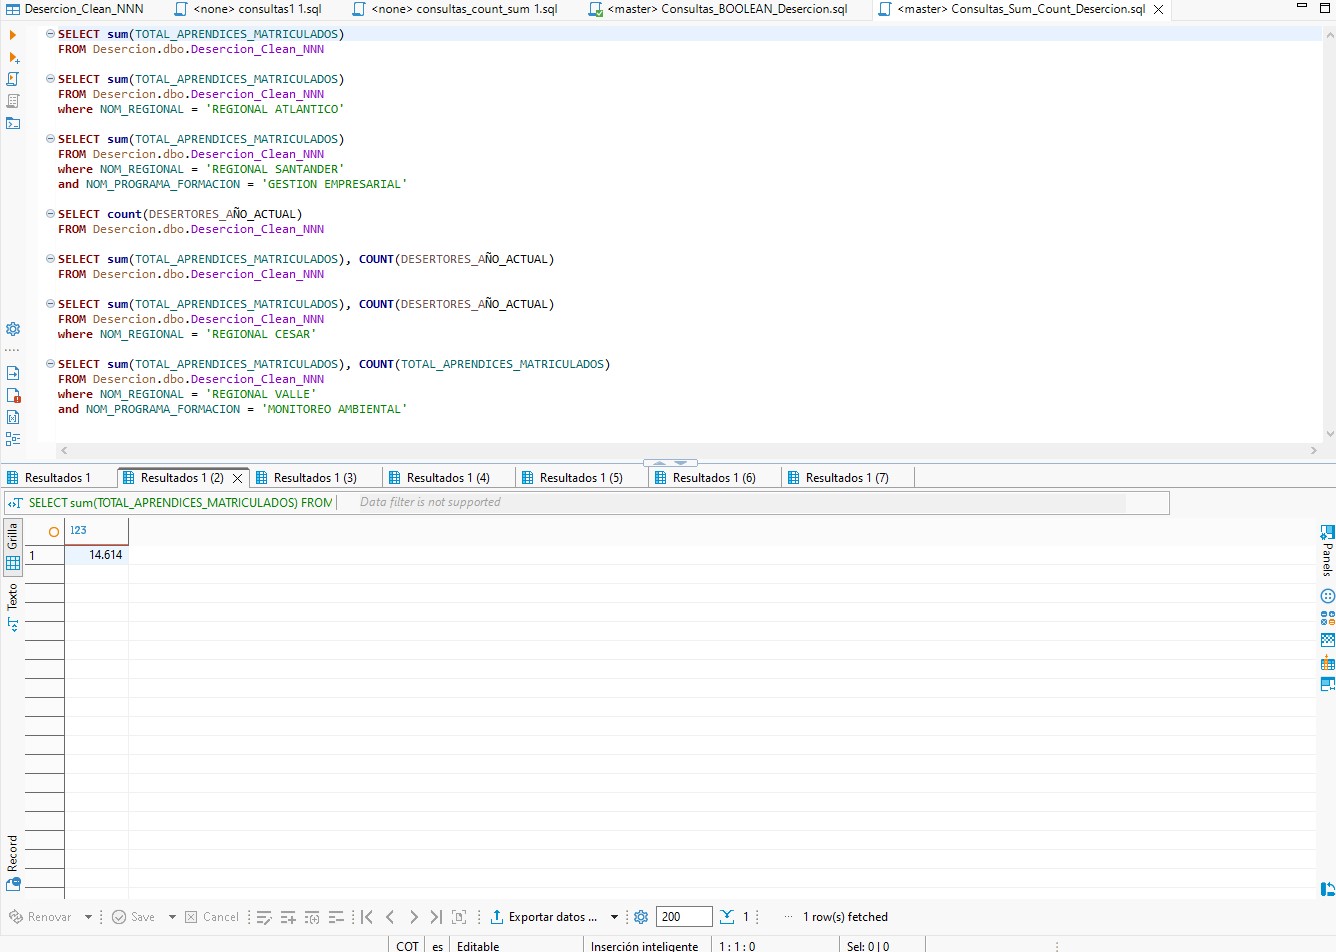 Desercion_Clean_NNN
<none> consultas1 1.sql
<none> consultas_count_sum 1.sql
<master> Consultas_BOOLEAN_Desercion.sql
<master> Consultas_Sum_Count_Desercion.sql
SELECT sum(TOTAL_APRENDICES_MATRICULADOS)
FROM Desercion.dbo.Desercion_Clean_NNN
SELECT sum(TOTAL_APRENDICES_MATRICULADOS)
FROM Desercion.dbo.Desercion_Clean_NNN
where NOM_REGIONAL = 'REGIONAL ATLANTICO'
SELECT sum(TOTAL_APRENDICES_MATRICULADOS)
FROM Desercion.dbo.Desercion_Clean_NNN
where NOM_REGIONAL = 'REGIONAL SANTANDER'
and NOM_PROGRAMA_FORMACION = 'GESTION EMPRESARIAL'
SELECT count(DESERTORES_AÑO_ACTUAL)
FROM Desercion.dbo.Desercion_Clean_NNN
SELECT sum(TOTAL_APRENDICES_MATRICULADOS), COUNT(DESERTORES_AÑO_ACTUAL)
FROM Desercion.dbo.Desercion_Clean_NNN
SELECT sum(TOTAL_APRENDICES_MATRICULADOS), COUNT(DESERTORES_AÑO_ACTUAL)
FROM Desercion.dbo.Desercion_Clean_NNN
where NOM_REGIONAL = 'REGIONAL CESAR'
SELECT sum(TOTAL_APRENDICES_MATRICULADOS), COUNT(TOTAL_APRENDICES_MATRICULADOS)
FROM Desercion.dbo.Desercion_Clean_NNN
where NOM_REGIONAL = 'REGIONAL VALLE'
and NOM_PROGRAMA_FORMACION = 'MONITOREO AMBIENTAL'
Resultados 1
Resultados 1 (2)
Resultados 1 (3)
Resultados 1 (4)
Resultados 1 (5)
Resultados 1 (6)
Resultados 1 (7)
SELECT sum(TOTAL_APRENDICES_MATRICULADOS) FROM
Data filter is not supported
Grilla
123
1
14.614
Texto
Panels
Record
Renovar
Save
Cancel
Exportar datos ...
200
1
... 1 row(s) fetched
COT
es
Editable
Inserción inteligente
1 : 1 : 0
Sel: 0 | 0